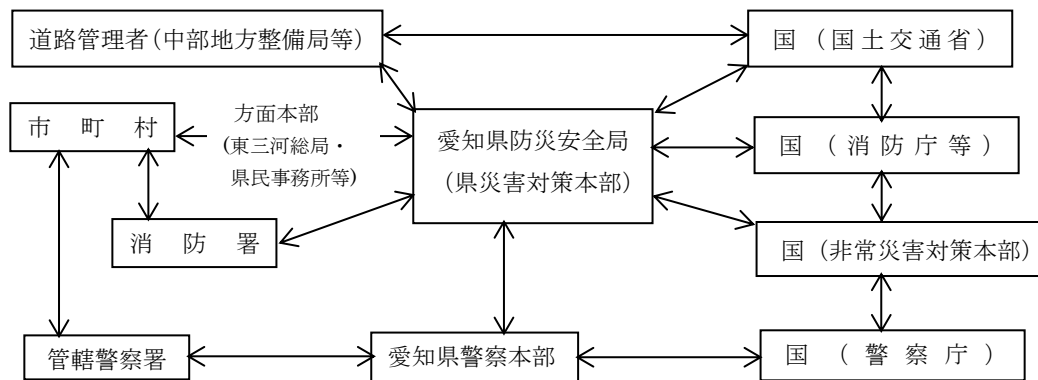 道路管理者(中部地方整備局等)
国（国土交通省）
市町村
方面本部
(東三河総局・
県民事務所等)
愛知県防災安全局
（県災害対策本部）
国（消防庁等）
消防署
国（非常災害対策本部）
管轄警察署
愛知県警察本部
国（警察庁）